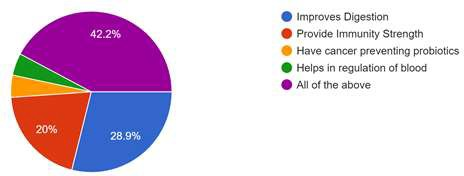 42.2%
20%
28.9%
Improves Digestion
Provide Immunity Strength
Have cancer preventing probiotics
Helps in regulation of blood
All of the above